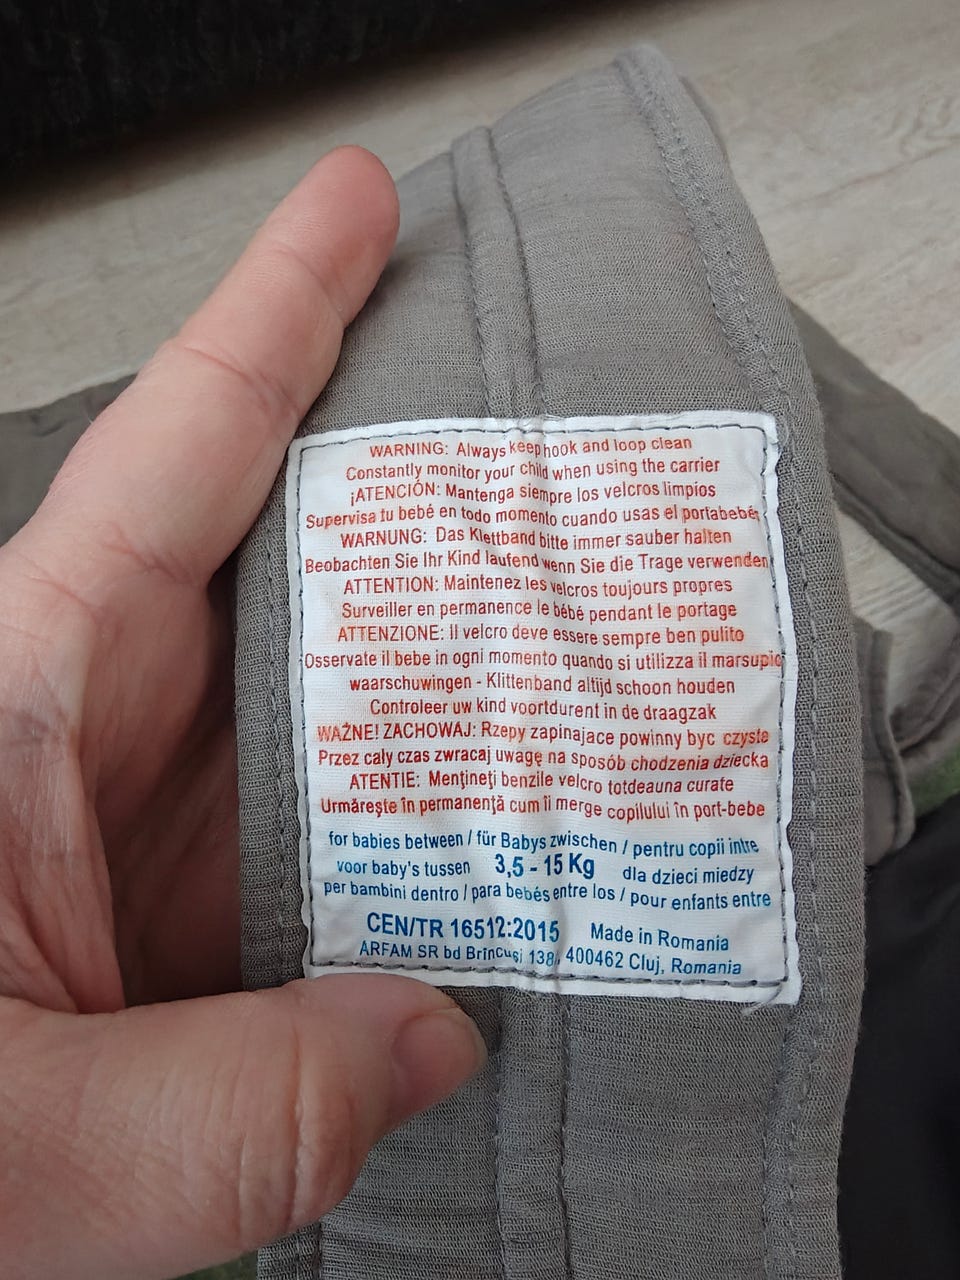 WARNING: Always keep hook and loop clean
Constantly monitor your child when using the carrier
¡ATENCIÓN: Mantenga siempre los velcros limpios
Supervisa tu bebé en todo momento cuando usas el portabebés
WARNUNG: Das Klettband bitte immer sauber halten
Beobachten Sie Ihr Kind laufend wenn Sie die Trage verwenden
ATTENTION: Maintenez les velcros toujours propres
Surveiller en permanence le bébé pendant le portage
ATTENZIONE: Il velcro deve essere sempre ben pulito
Osservate il bebe in ogni momento quando si utilizza il marsupio
waarschuwingen - Klittenband altijd schoon houden
Controleer uw kind voortdurent in de draagzak
WAŻNE! ZACHOWAJ: Rzepy zapinajace powinny byc czyste
Przez cały czas zwracaj uwagę na sposób chodzenia dziecka
ATENTIE: Menţineţi benzile velcro totdeauna curate
Urmăreşte în permanenţă cum îi merge copilului în port-bebe
for babies between / für Babys zwischen / pentru copii intre
voor baby's tussen 3,5 - 15 Kg dla dzieci miedzy
per bambini dentro / para bebés entre los / pour enfants entre
CEN/TR 16512:2015 Made in Romania
ARFAM SR bd Brîncuşi 138, 400462 Cluj, Romania